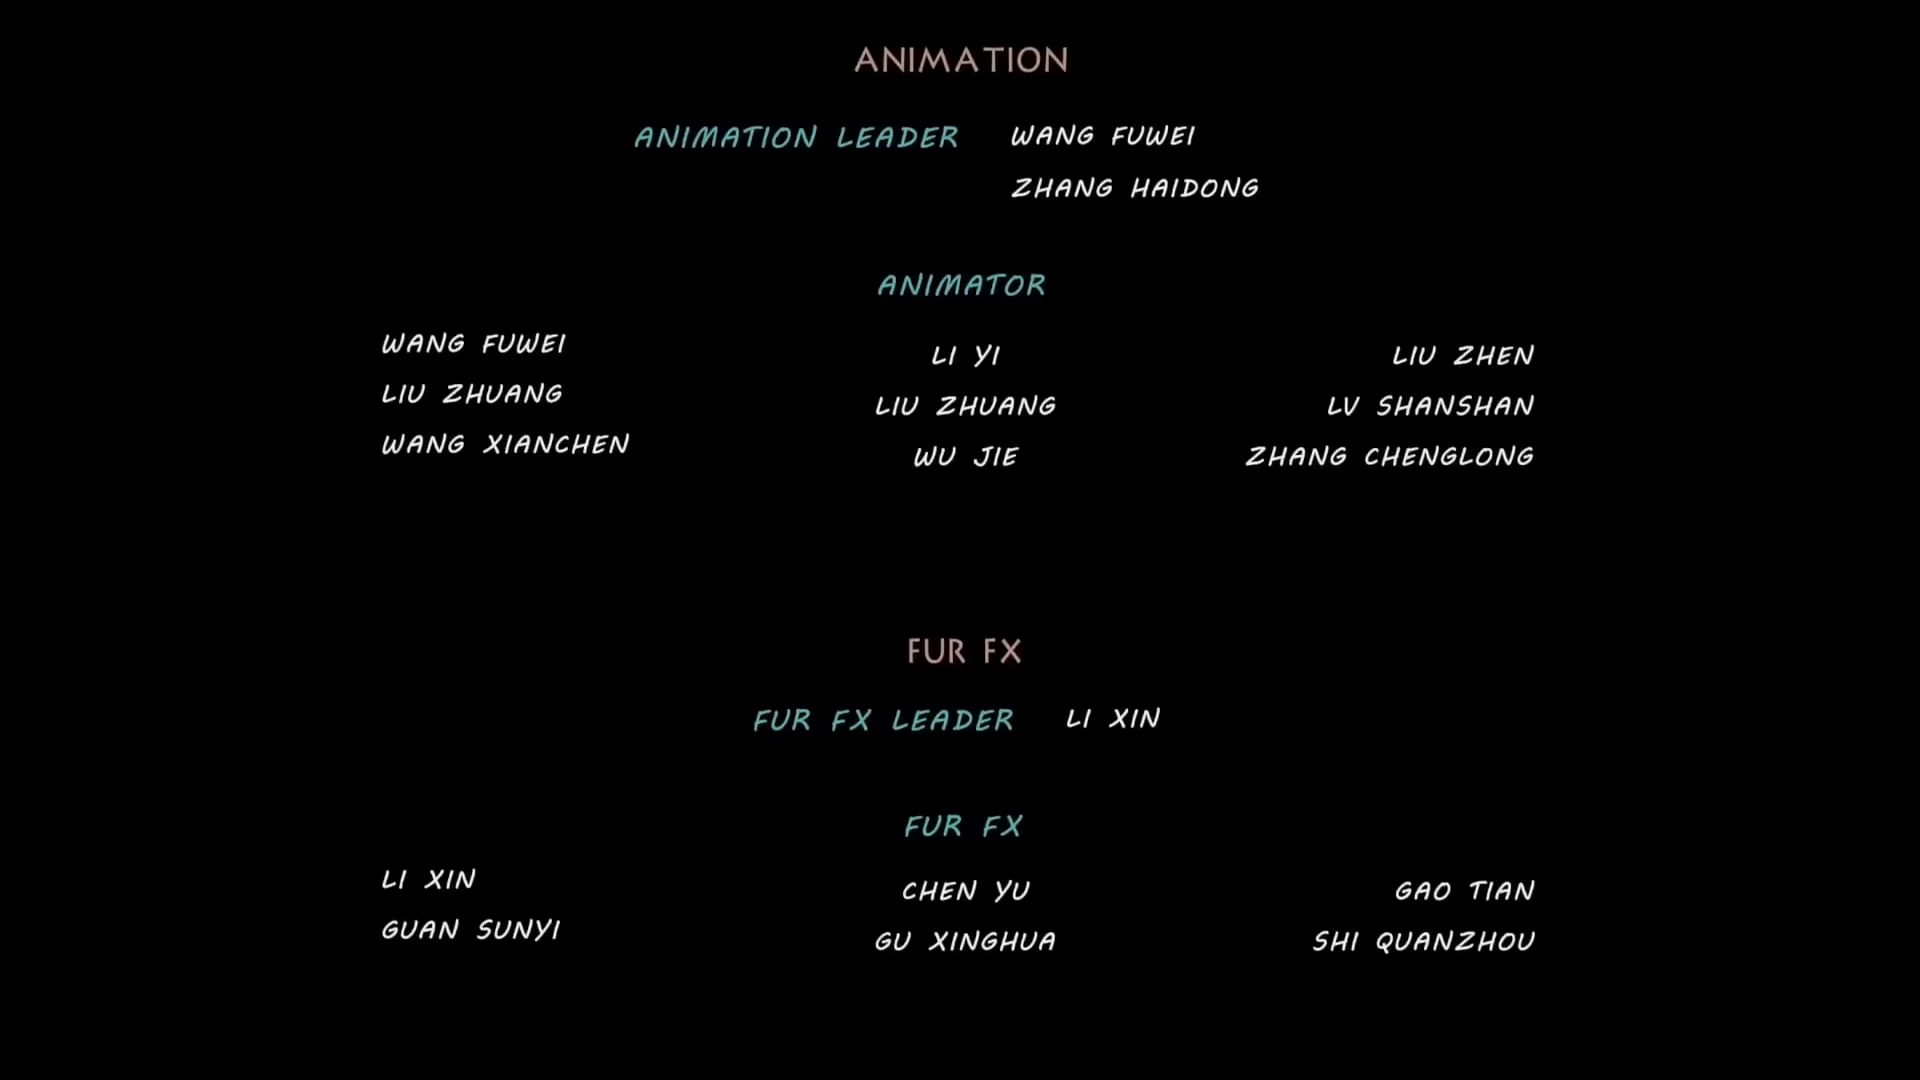 ANIMATION
ANIMATION LEADER WANG FUWEI
ZHANG HAIDONG
ANIMATOR
WANG FUWEI LI YI LIU ZHEN
LIU ZHUANG LIU ZHUANG LV SHANSHAN
WANG XIANCHEN WU JIE ZHANG CHENGLONG
FUR FX
FUR FX LEADER LI XIN
FUR FX
LI XIN CHEN YU GAO TIAN
GUAN SUNYI GU XINGHUA SHI QUANZHOU